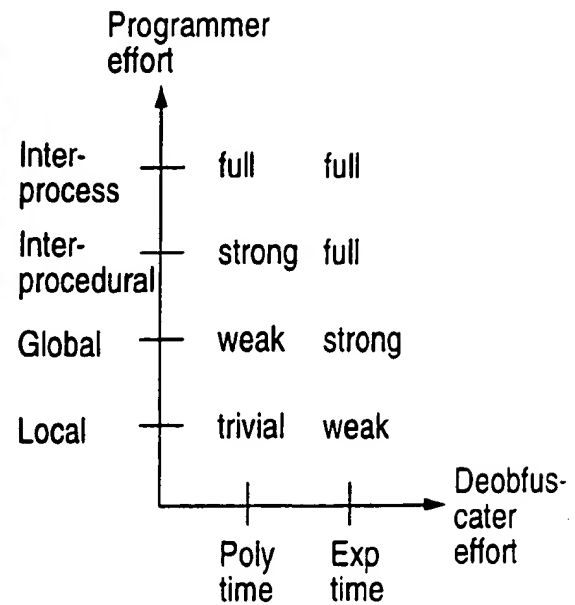 Programmer
effort
Inter-
process
full full
Inter-
procedural
strong full
Global weak strong
Local trivial weak
Deobfus-
cater
effort
Poly
time
Exp
time